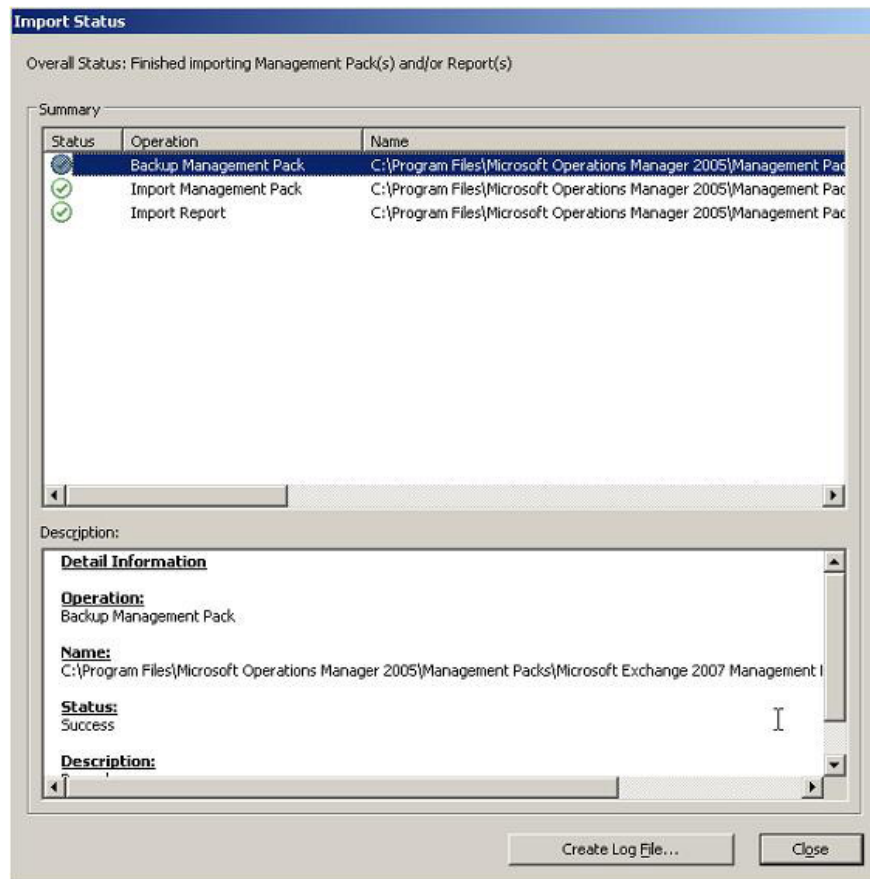 Import Status
Overall Status: Finished importing Management Pack(s) and/or Report(s)
Summary
Status Operation Name
Backup Management Pack C:\Program Files\Microsoft Operations Manager 2005\Management Pac
Import Management Pack C:\Program Files\Microsoft Operations Manager 2005\Management Pac
Import Report C:\Program Files\Microsoft Operations Manager 2005\Management Pac
Description:
Detail Information
Operation:
Backup Management Pack
Name:
C:\Program Files\Microsoft Operations Manager 2005\Management Packs\Microsoft Exchange 2007 Management
Status:
Success
Description:
Create Log File...
Close